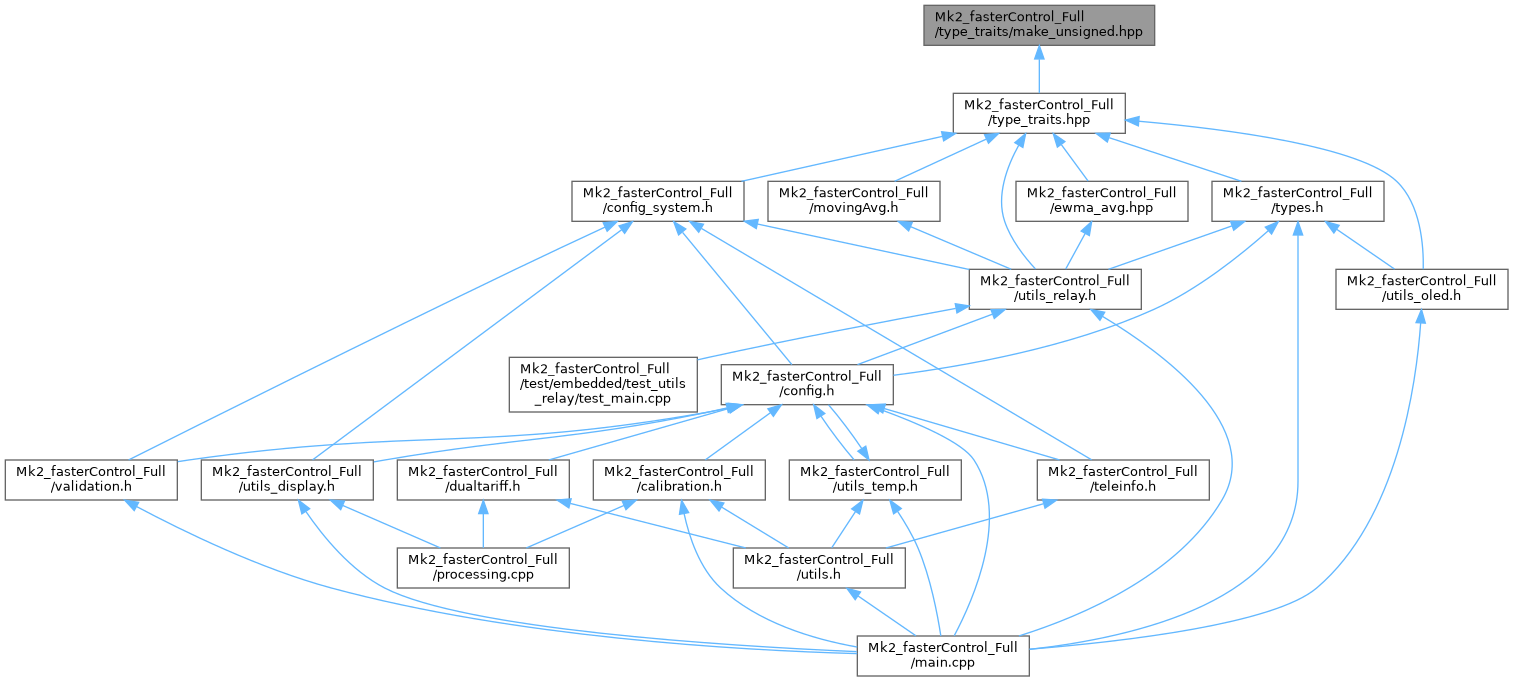 Mk2_fasterControl_Full
/type_traits/make_unsigned.hpp
Mk2_fasterControl_Full
/type_traits.hpp
Mk2_fasterControl_Full
/config_system.h
Mk2_fasterControl_Full
/movingAvg.h
Mk2_fasterControl_Full
/ewma_avg.hpp
Mk2_fasterControl_Full
/types.h
Mk2_fasterControl_Full
/utils_relay.h
Mk2_fasterControl_Full
/utils_oled.h
Mk2_fasterControl_Full
/test/embedded/test_utils
_relay/test_main.cpp
Mk2_fasterControl_Full
/config.h
Mk2_fasterControl_Full
/validation.h
Mk2_fasterControl_Full
/utils_display.h
Mk2_fasterControl_Full
/dualtariff.h
Mk2_fasterControl_Full
/calibration.h
Mk2_fasterControl_Full
/utils_temp.h
Mk2_fasterControl_Full
/teleinfo.h
Mk2_fasterControl_Full
/processing.cpp
Mk2_fasterControl_Full
/utils.h
Mk2_fasterControl_Full
/main.cpp